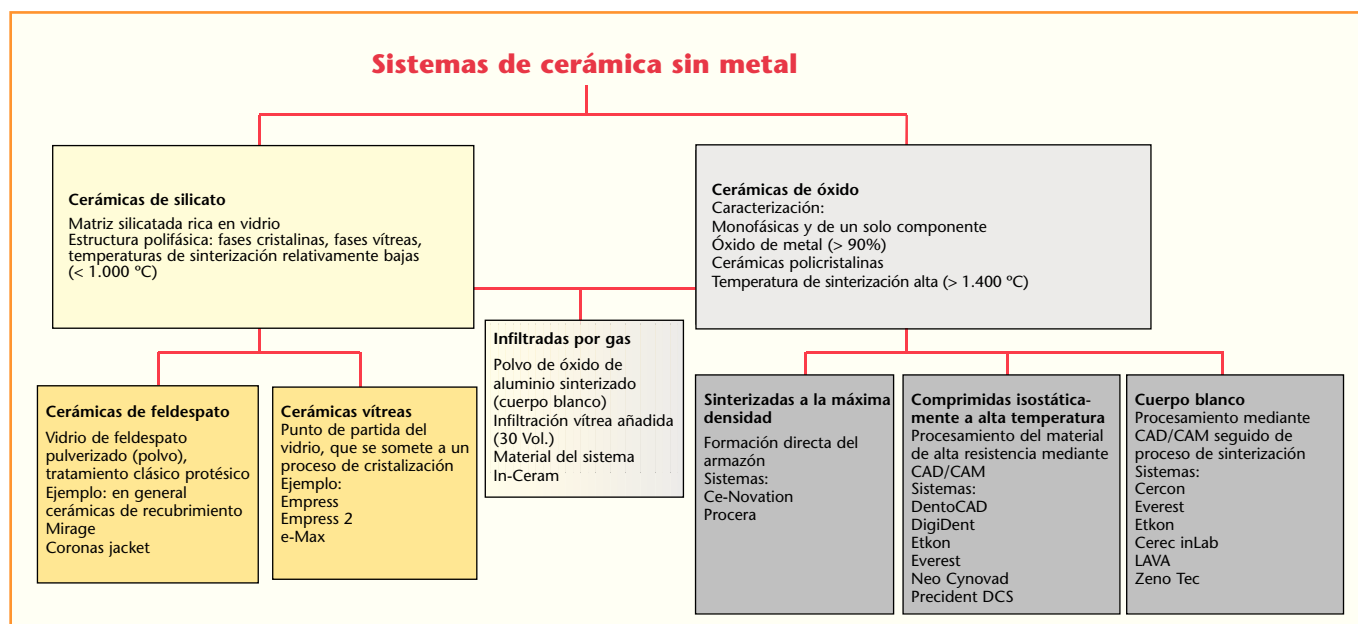 Sistemas de cerámica sin metal
Cerámicas de silicato
Matriz silicatada rica en vidrio
Estructura polifásica: fases cristalinas, fases vítreas,
temperaturas de sinterización relativamente bajas
(< 1.000 ºC)
Cerámicas de óxido
Caracterización:
Monofásicas y de un solo componente
Óxido de metal (> 90%)
Cerámicas policristalinas
Temperatura de sinterización alta (> 1.400 ºC)
Infiltradas por gas
Polvo de óxido de
aluminio sinterizado
(cuerpo blanco)
Infiltración vítrea añadida
(30 Vol.)
Material del sistema
In-Ceram
Cerámicas de feldespato
Vidrio de feldespato
pulverizado (polvo),
tratamiento clásico protésico
Ejemplo: en general
cerámicas de recubrimiento
Mirage
Coronas jacket
Cerámicas vítreas
Punto de partida del
vidrio, que se somete a un
proceso de cristalización
Ejemplo:
Empress
Empress 2
e-Max
Sinterizadas a la máxima
densidad
Formación directa del
armazón
Sistemas:
Ce-Novation
Procera
Comprimidas isostática-
mente a alta temperatura
Procesamiento del material
de alta resistencia mediante
CAD/CAM
Sistemas:
DentoCAD
DigiDent
Etkon
Everest
Neo Cynovad
Precident DCS
Cuerpo blanco
Procesamiento mediante
CAD/CAM seguido de
proceso de sinterización
Sistemas:
Cercon
Everest
Etkon
Cerec inLab
LAVA
Zeno Tec